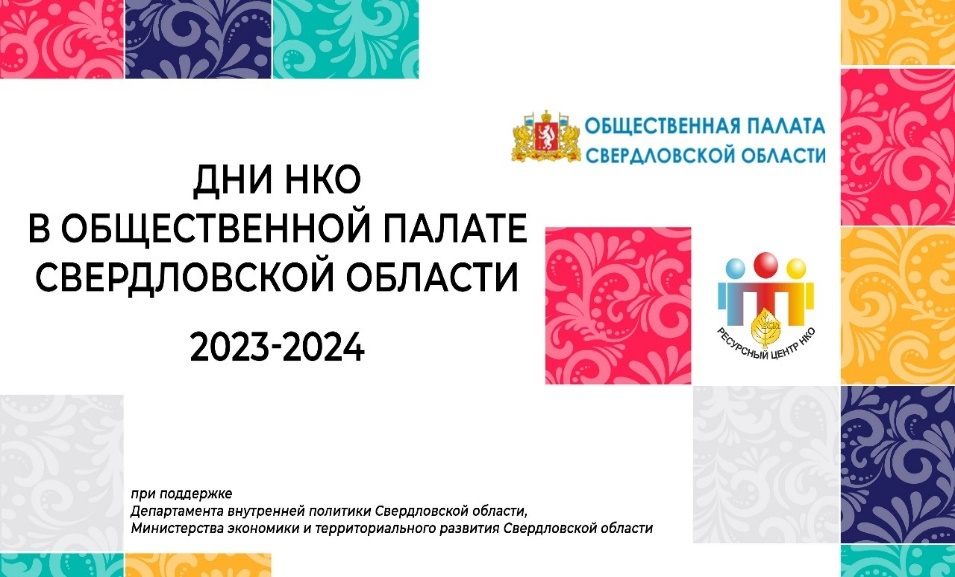 ОБЩЕСТВЕННАЯ ПАЛАТА
СВЕРДЛОВСКОЙ ОБЛАСТИ
ДНИ НКО
В ОБЩЕСТВЕННОЙ ПАЛАТЕ
СВЕРДЛОВСКОЙ ОБЛАСТИ
2023-2024
РЕСУРСНЫЙ ЦЕНТР НКО
при поддержке
Департамента внутренней политики Свердловской области,
Министерства экономики и территориального развития Свердловской области